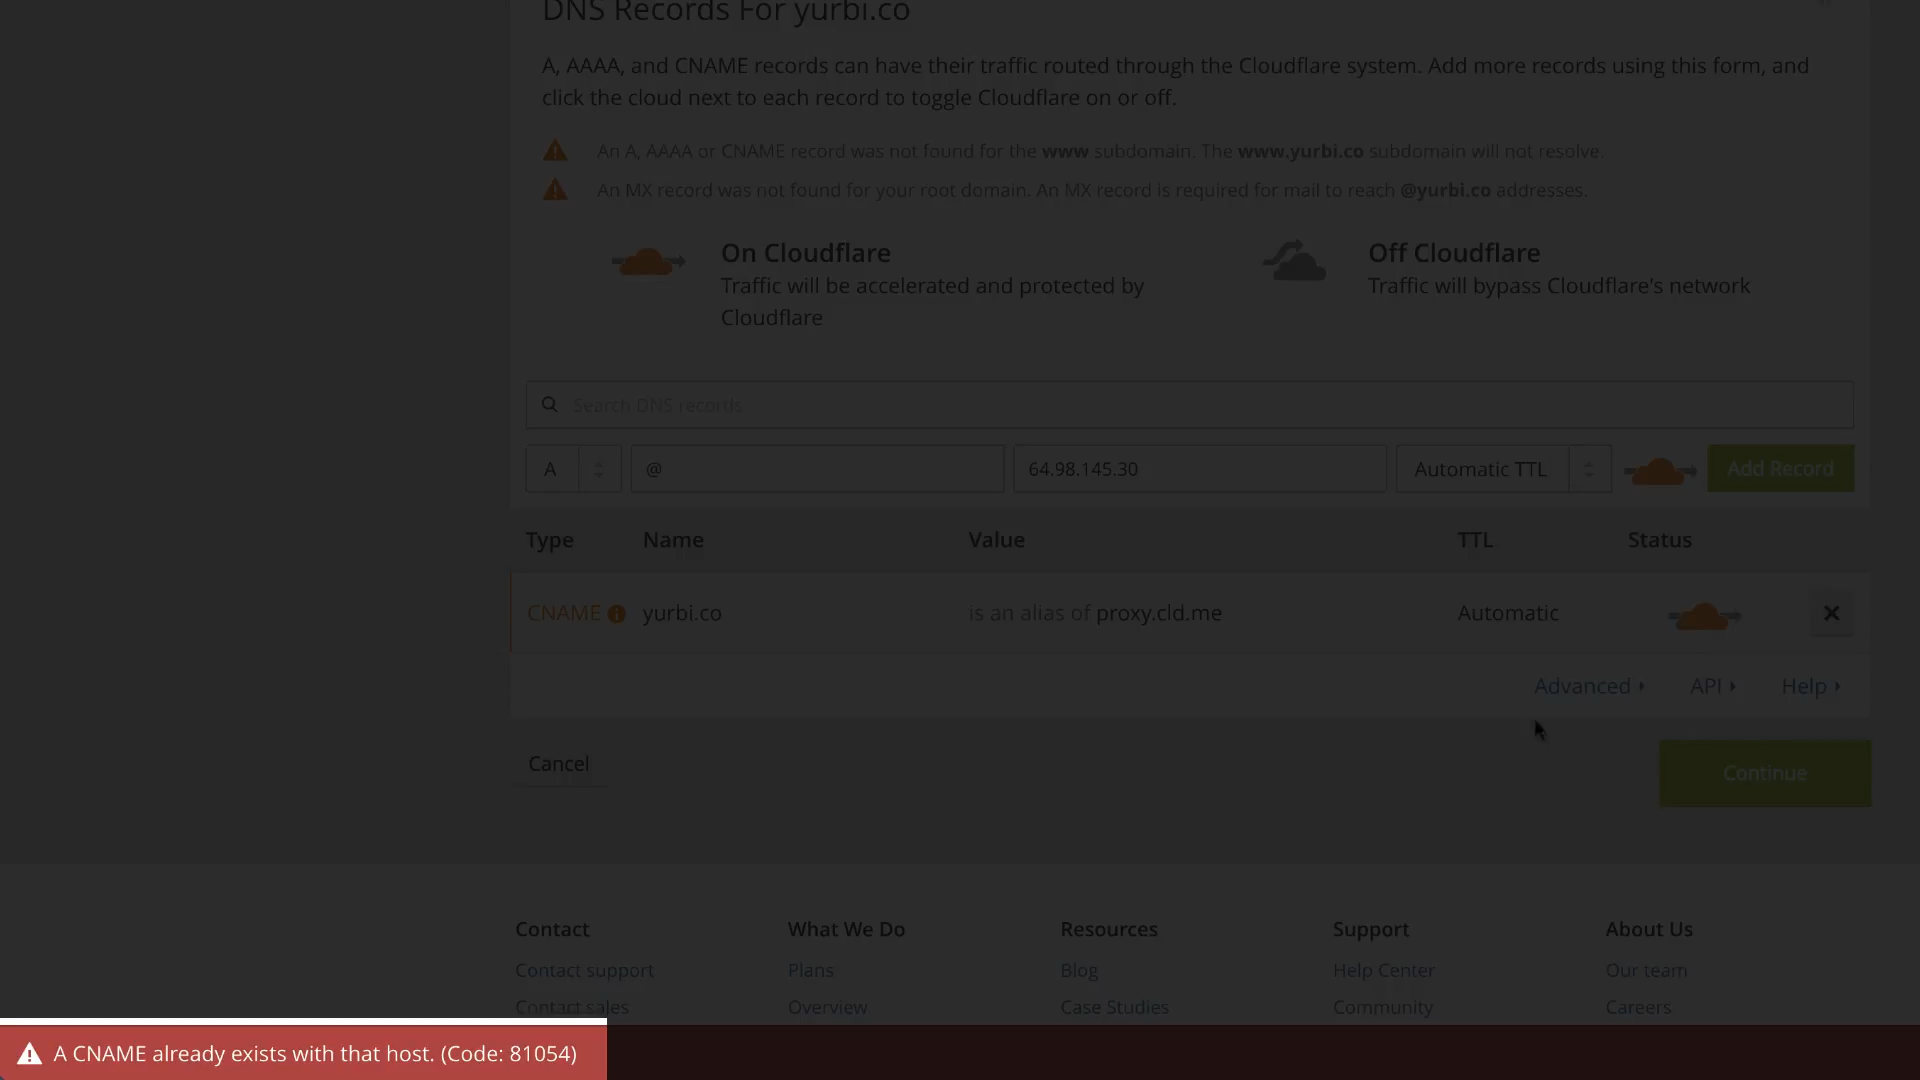 DNS Records For yurbi.co
A, AAAA, and CNAME records can have their traffic routed through the Cloudflare system. Add more records using this form, and
click the cloud next to each record to toggle Cloudflare on or off.
An A, AAAA or CNAME record was not found for the www subdomain. The www.yurbi.co subdomain will not resolve.
An MX record was not found for your root domain. An MX record is required for mail to reach @yurbi.co addresses.
On Cloudflare
Traffic will be accelerated and protected by
Cloudflare
Off Cloudflare
Traffic will bypass Cloudflare's network
Search DNS records
A @ 64.98.145.30 Automatic TTL Add Record
Type Name Value TTL Status
CNAME yurbi.co is an alias of proxy.cld.me Automatic
Advanced API Help
Cancel Continue
Contact What We Do Resources Support About Us
Contact support Plans Blog Help Center Our team
Contact sales Overview Case Studies Community Careers
A CNAME already exists with that host. (Code: 81054)